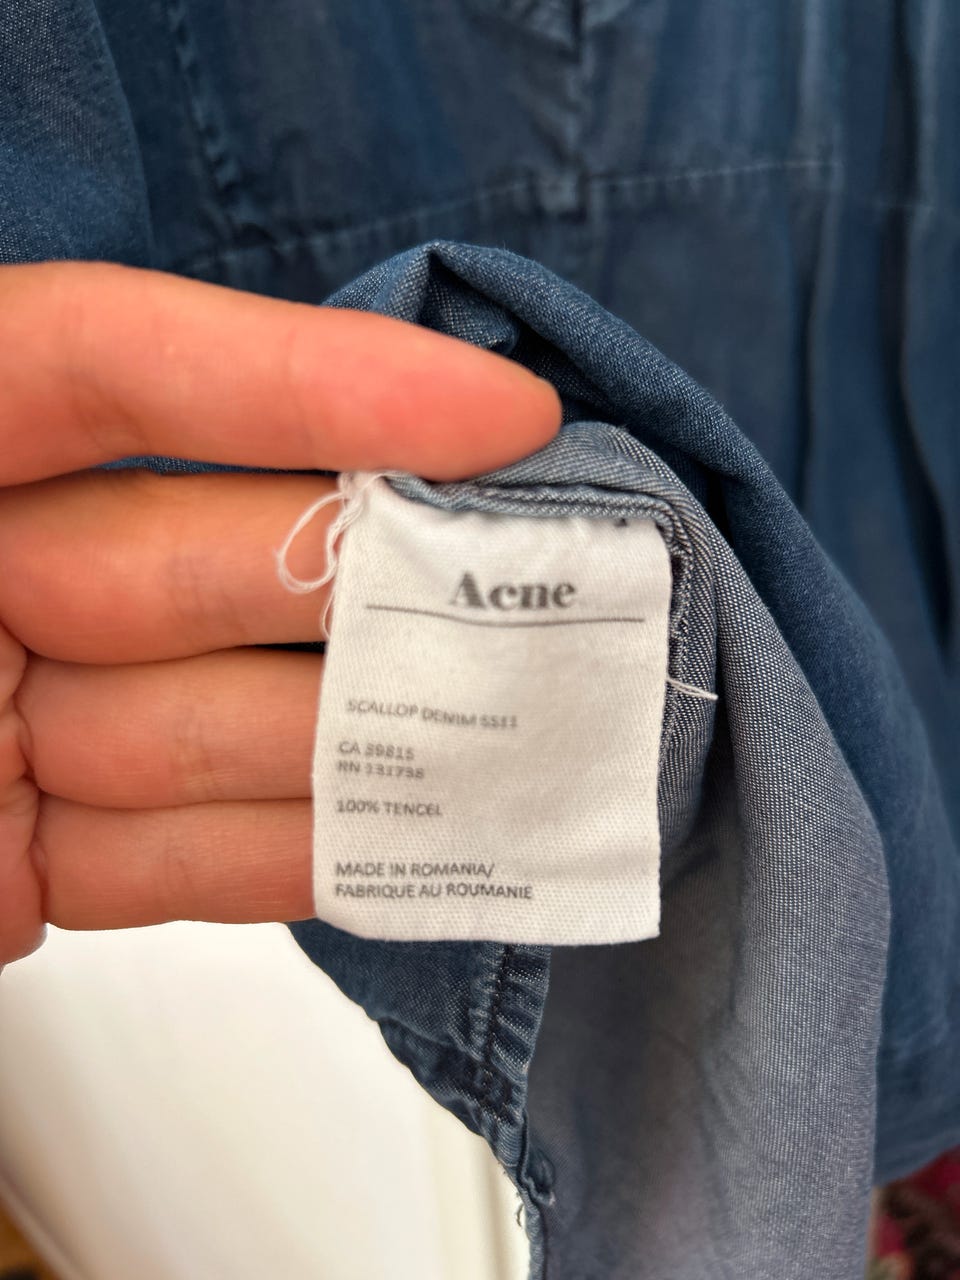 Acne
SCALLOP DENIM SS11
CA 39815
RN 131738
100% TENCEL
MADE IN ROMANIA/
FABRIQUE AU ROUMANIE